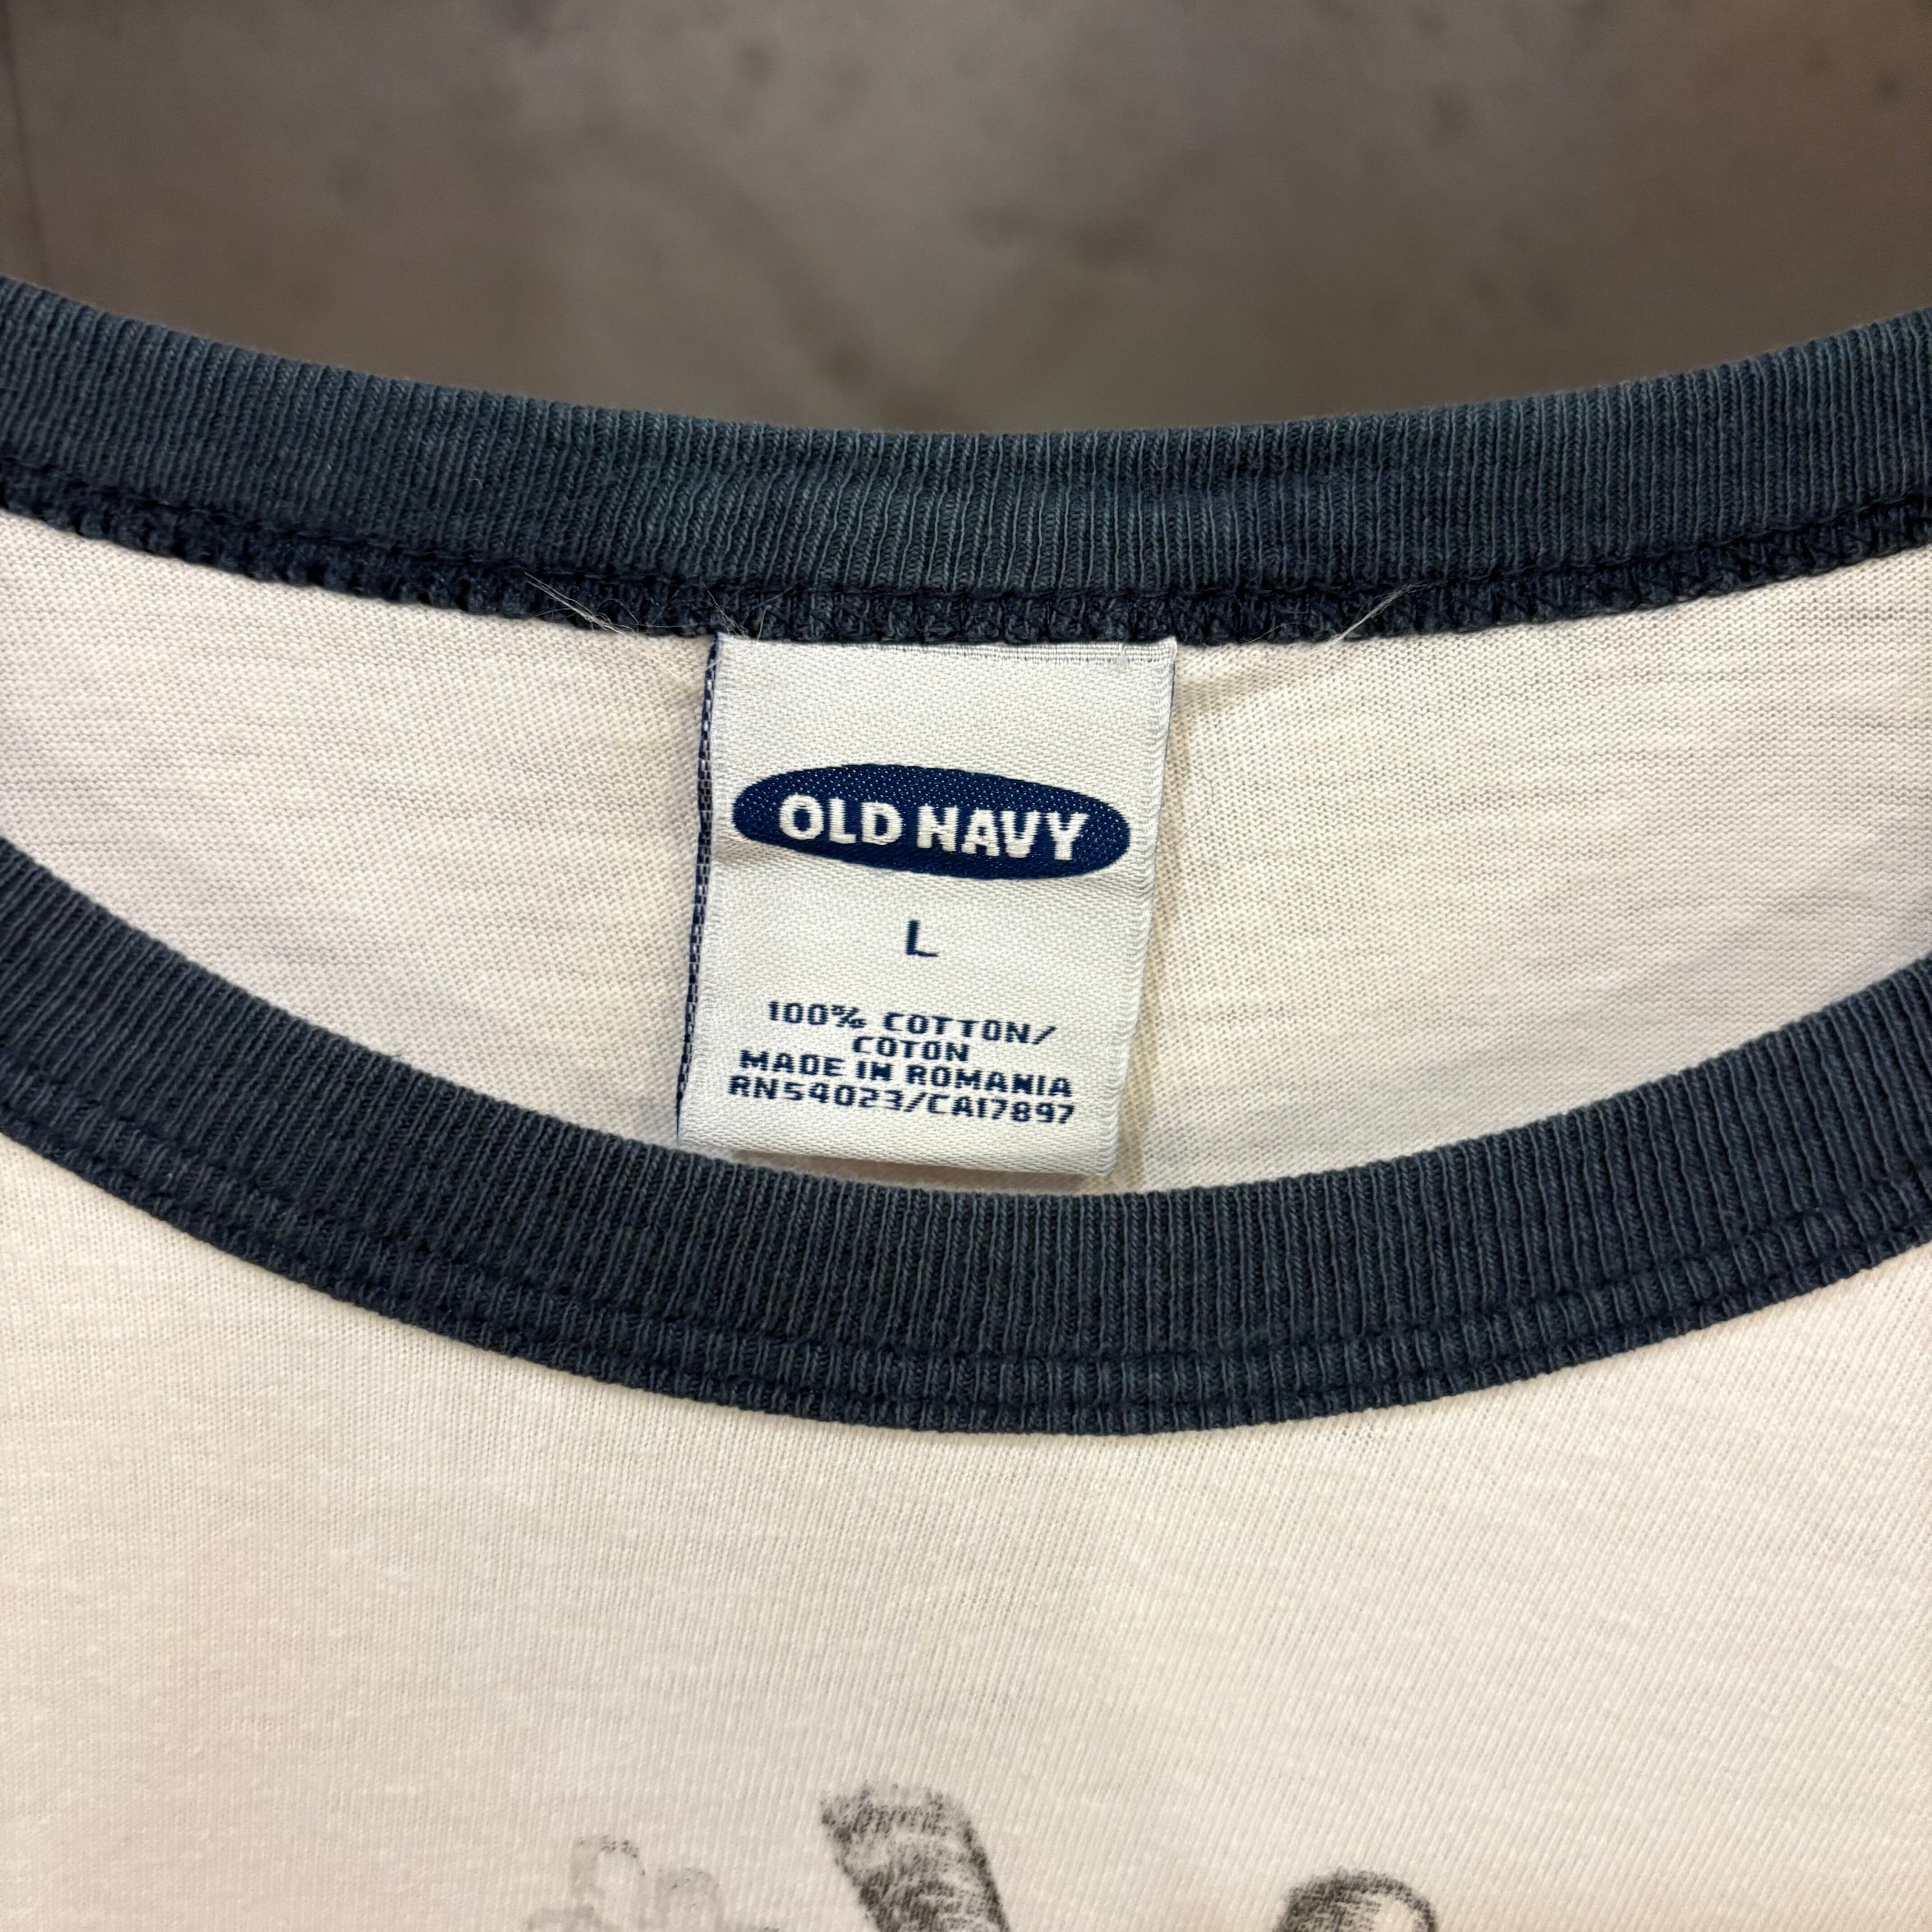 OLD NAVY
L
100% COTTON/
COTON
MADE IN ROMANIA
RN54023/CA17897